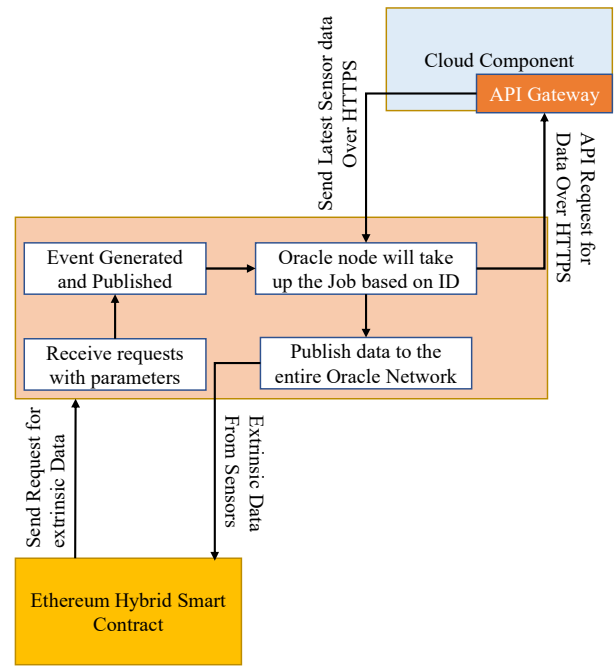 Cloud Component
API Gateway
Send Latest Sensor data
Over HTTPS
API Request for
Data Over HTTPS
Event Generated
and Published
Oracle node will take
up the Job based on ID
Receive requests
with parameters
Publish data to the
entire Oracle Network
Send Request for
extrinsic Data
Extrinsic Data
From Sensors
Ethereum Hybrid Smart
Contract